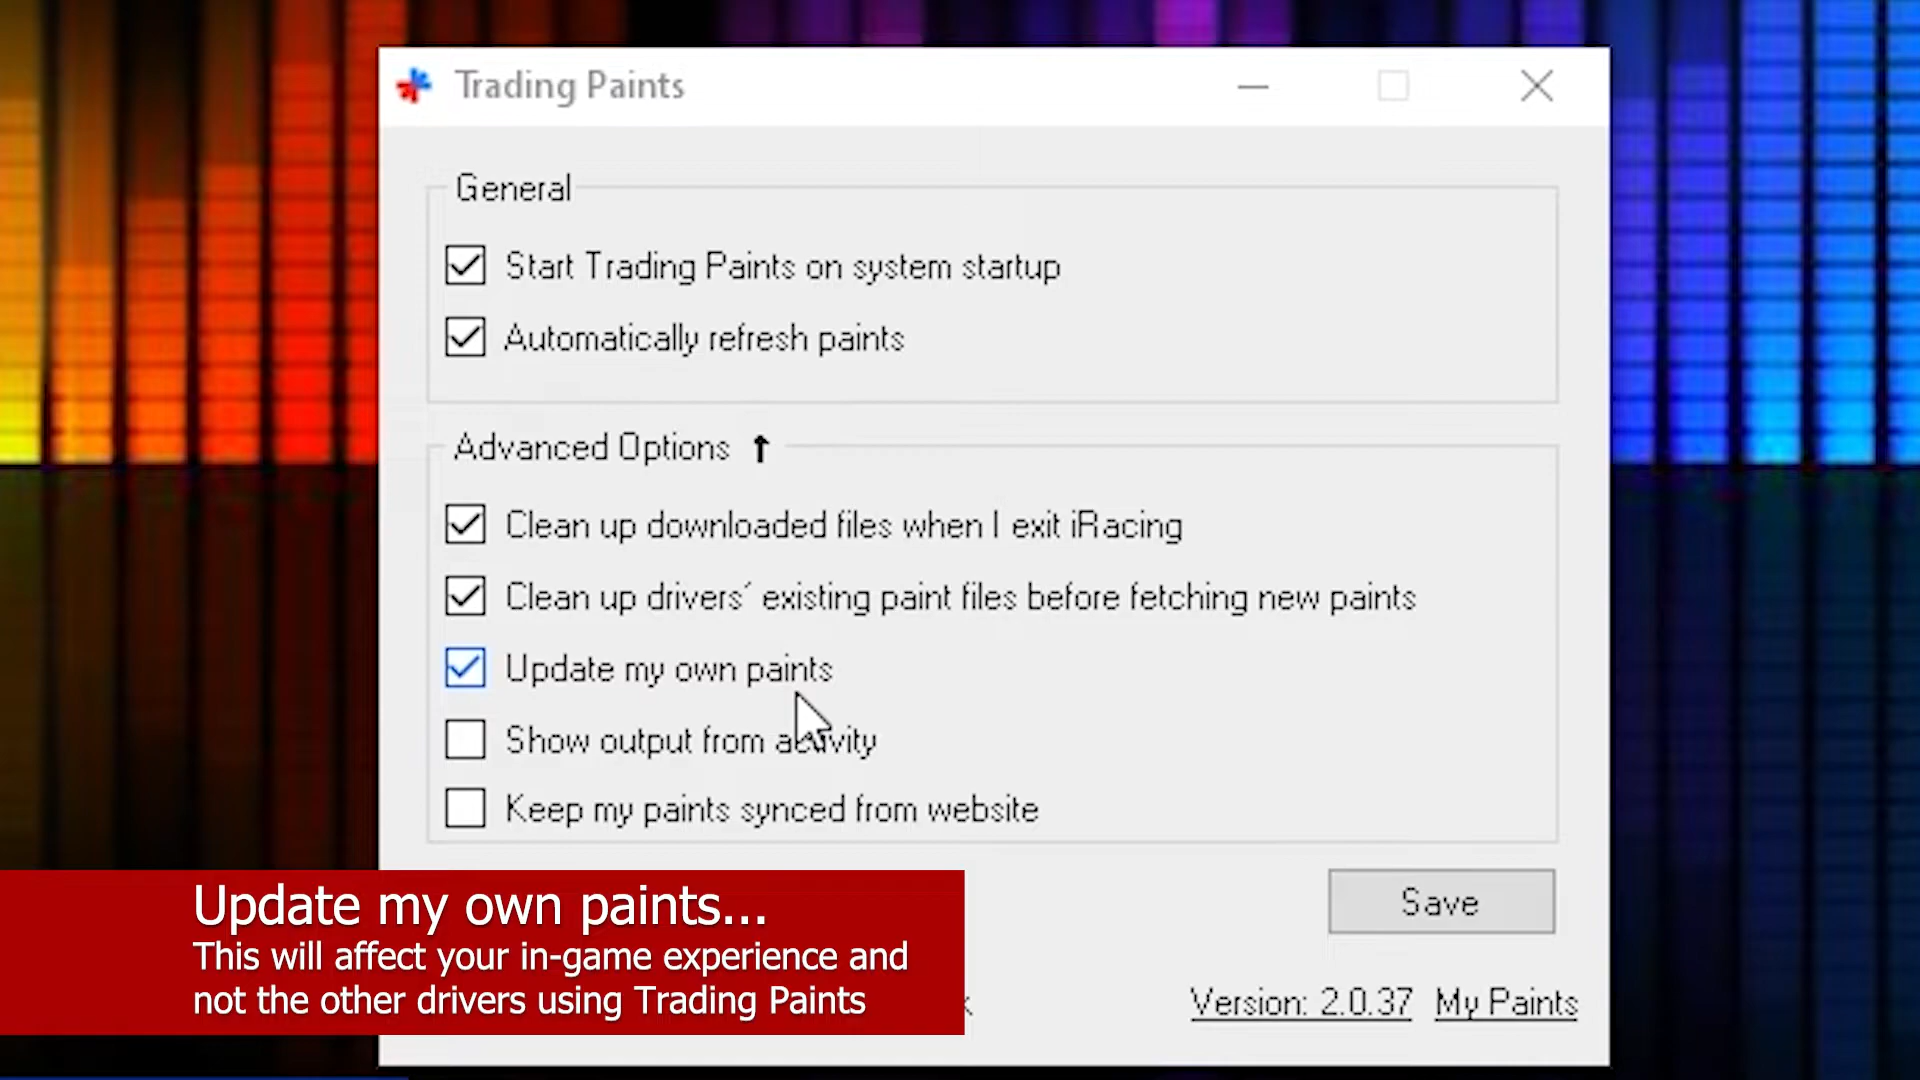 Trading Paints
General
Start Trading Paints on system startup
Automatically refresh paints
Advanced Options ↑
Clean up downloaded files when I exit iRacing
Clean up drivers' existing paint files before fetching new paints
Update my own paints
Show output from activity
Keep my paints synced from website
Save
Update my own paints...
This will affect your in-game experience and
not the other drivers using Trading Paints
Version: 2.0.37 My Paints